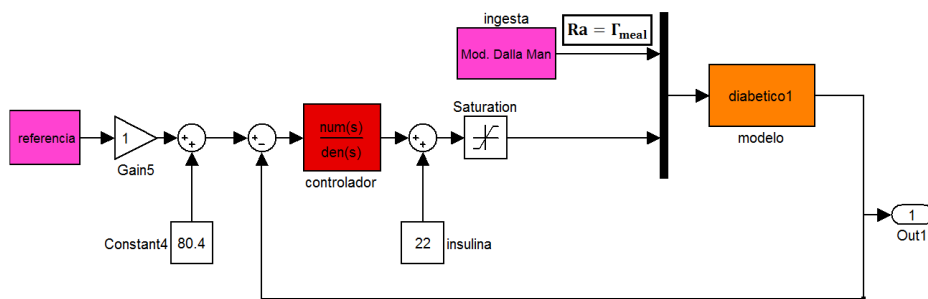 ingesta
Ra = Γmeal
Mod. Dalla Man
Saturation
diabetico1
modelo
referencia
1
Gain5
+
+
+
−
num(s)
den(s)
controlador
+
+
Constant4
80.4
22
insulina
1
Out1